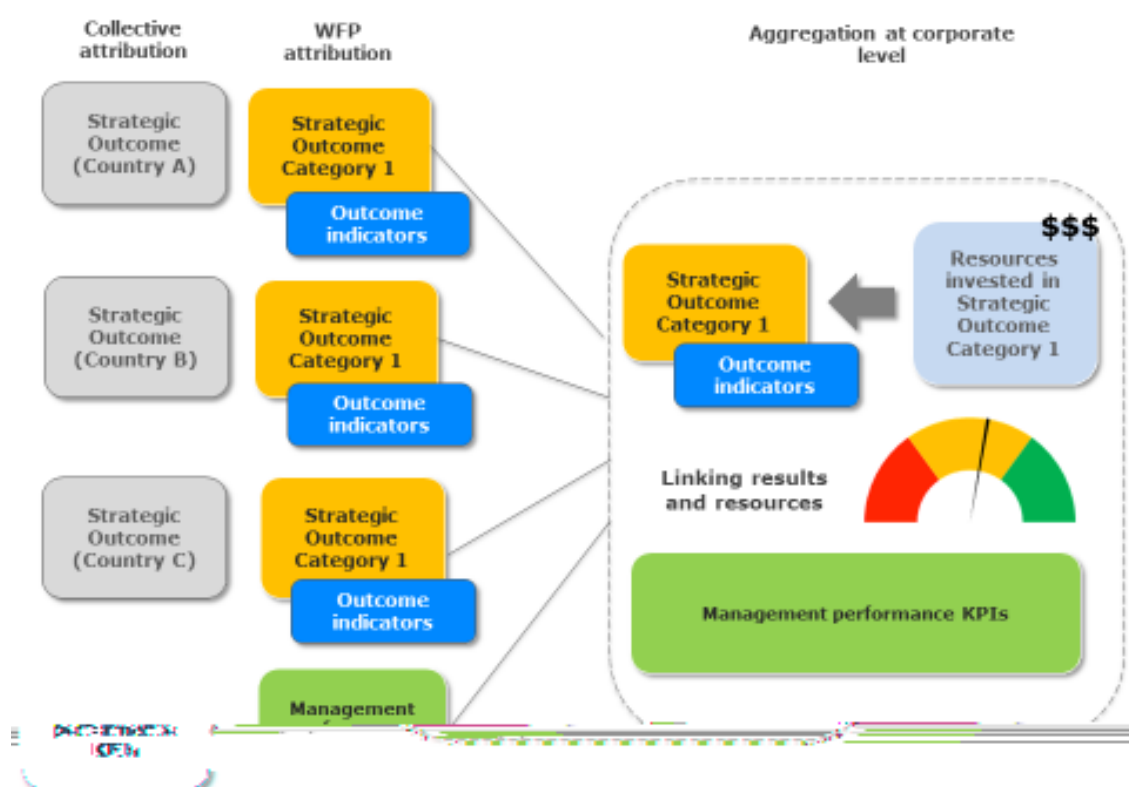 Collective
attribution
WFP
attribution
Aggregation at corporate
level
Strategic
Outcome
(Country A)
Strategic
Outcome
Category 1
Outcome
indicators
Strategic
Outcome
(Country B)
Strategic
Outcome
Category 1
Outcome
indicators
Strategic
Outcome
(Country C)
Strategic
Outcome
Category 1
Outcome
indicators
Management
$$$
Resources
invested in
Strategic
Outcome
Category 1
Strategic
Outcome
Category 1
Outcome
indicators
Linking results
and resources
Management performance KPIs